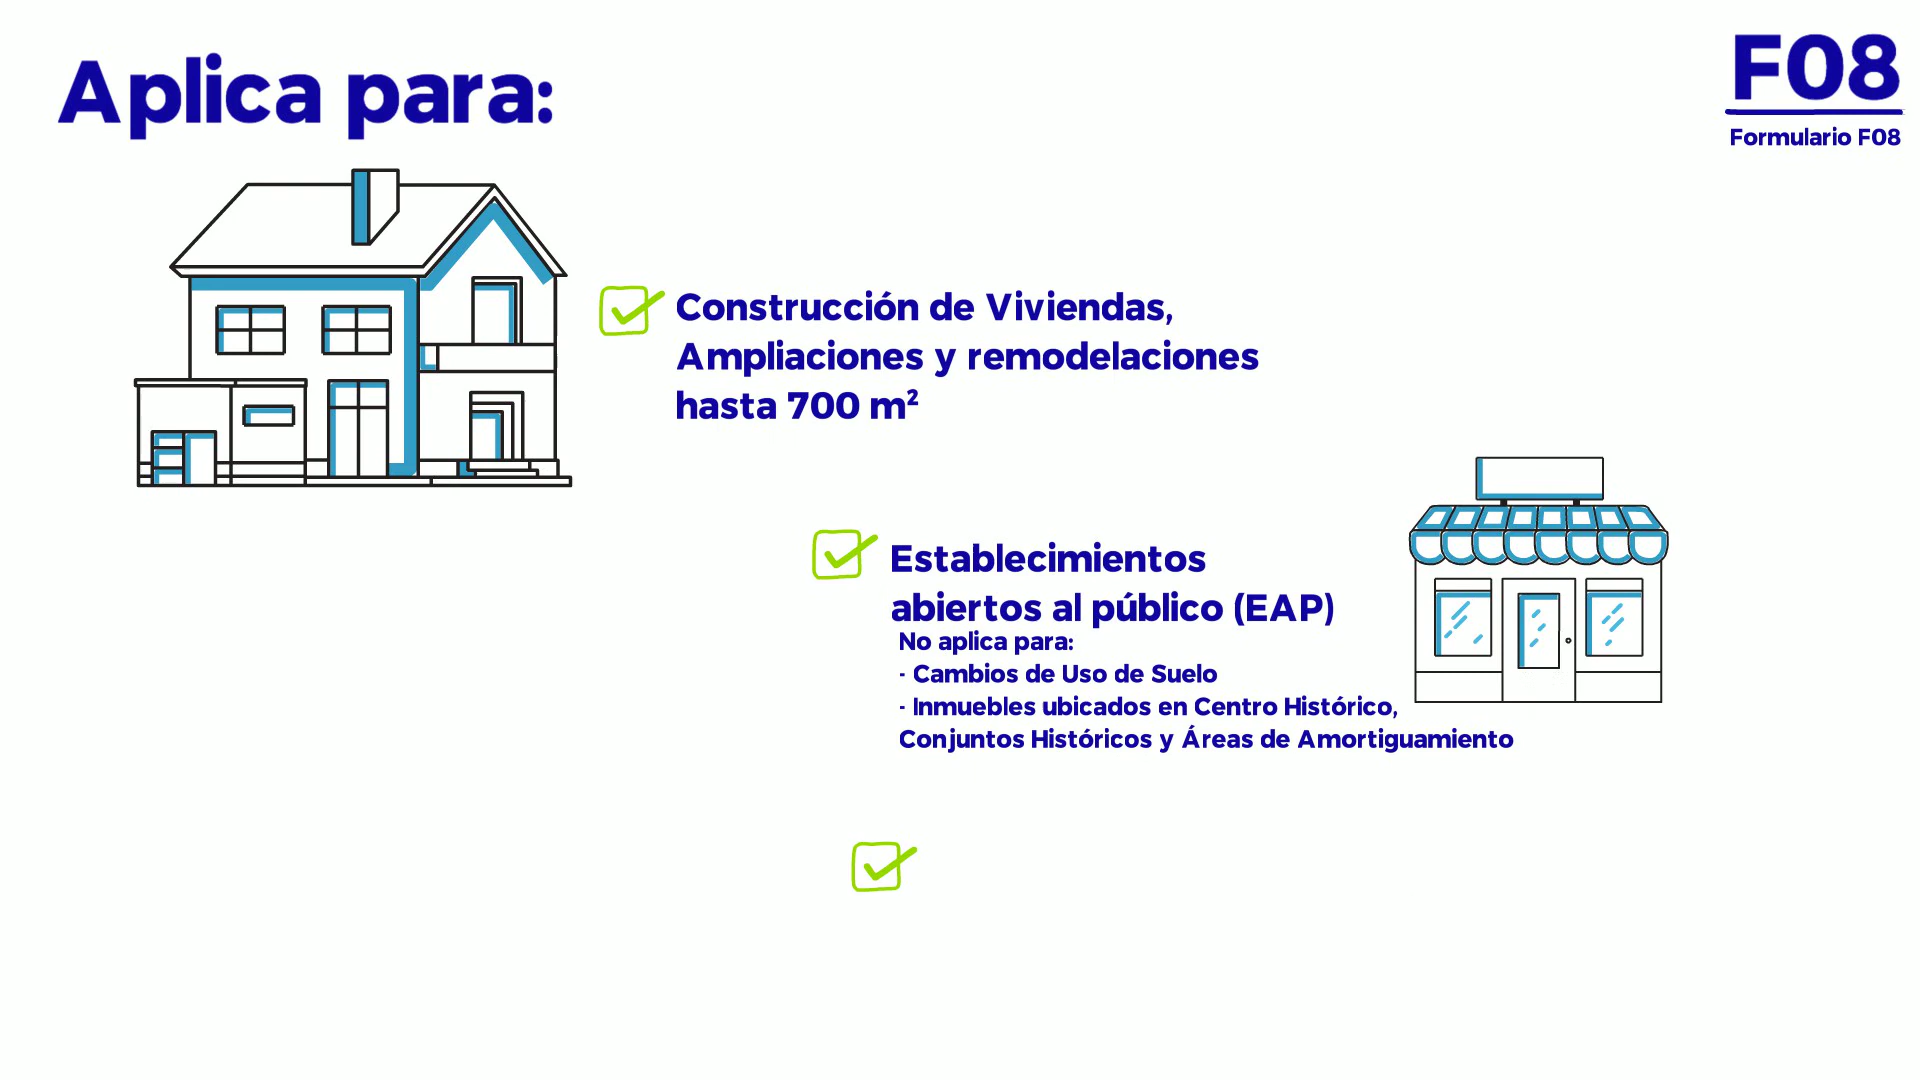 Aplica para:
F08
Formulario F08
Construcción de Viviendas,
Ampliaciones y remodelaciones
hasta 700 m²
Establecimientos
abiertos al público (EAP)
No aplica para:
- Cambios de Uso de Suelo
- Inmuebles ubicados en Centro Histórico,
Conjuntos Históricos y Áreas de Amortiguamiento